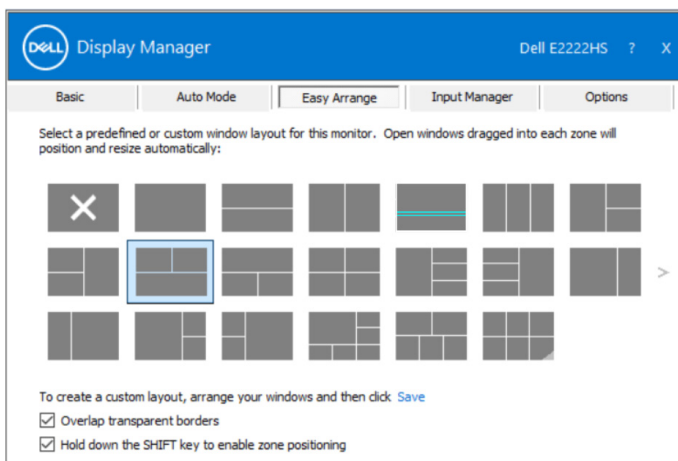 DELL Display Manager Dell E2222HS ? X
Basic Auto Mode Easy Arrange Input Manager Options
Select a predefined or custom window layout for this monitor. Open windows dragged into each zone will
position and resize automatically:
>
To create a custom layout, arrange your windows and then click Save
Overlap transparent borders
Hold down the SHIFT key to enable zone positioning